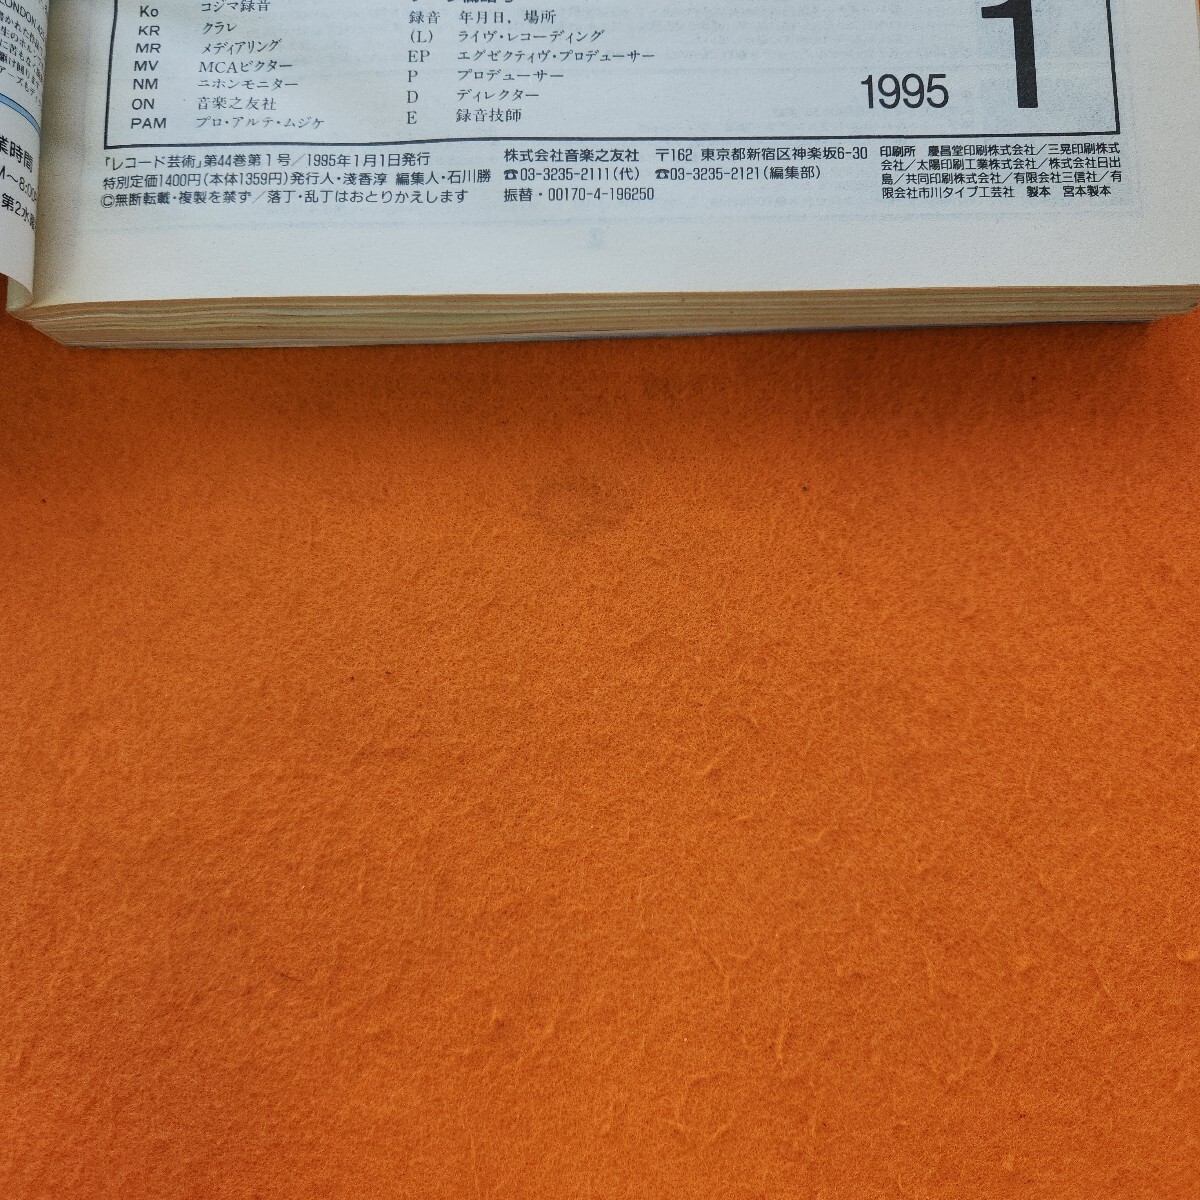 Ko コジマ録音
KR クラレ
MR メディアリング
MV MCAビクター
NM ニホンモニター
ON 音楽之友社
PAM プロ・アルテ・ムジケ
録音 年月日，場所
(L) ライヴ・レコーディング
EP エグゼクティヴ・プロデューサー
P プロデューサー
D ディレクター
E 録音技師
1
1995
「レコード芸術」第44巻第1号／1995年1月1日発行
特別定価1400円（本体1359円）発行人・淺香淳 編集人・石川勝
©無断転載・複製を禁ず／落丁・乱丁はおとりかえします
株式会社音楽之友社 〒162 東京都新宿区神楽坂6-30
☎03-3235-2111（代） ☎03-3235-2121（編集部）
振替・00170-4-196250
印刷所 慶昌堂印刷株式会社／三晃印刷株式
会社／太陽印刷工業株式会社／株式会社日出
島／共同印刷株式会社／有限会社三信社／有
限会社市川タイプ工芸社 製本 宮本製本
業時間
M〜8:00
第2水